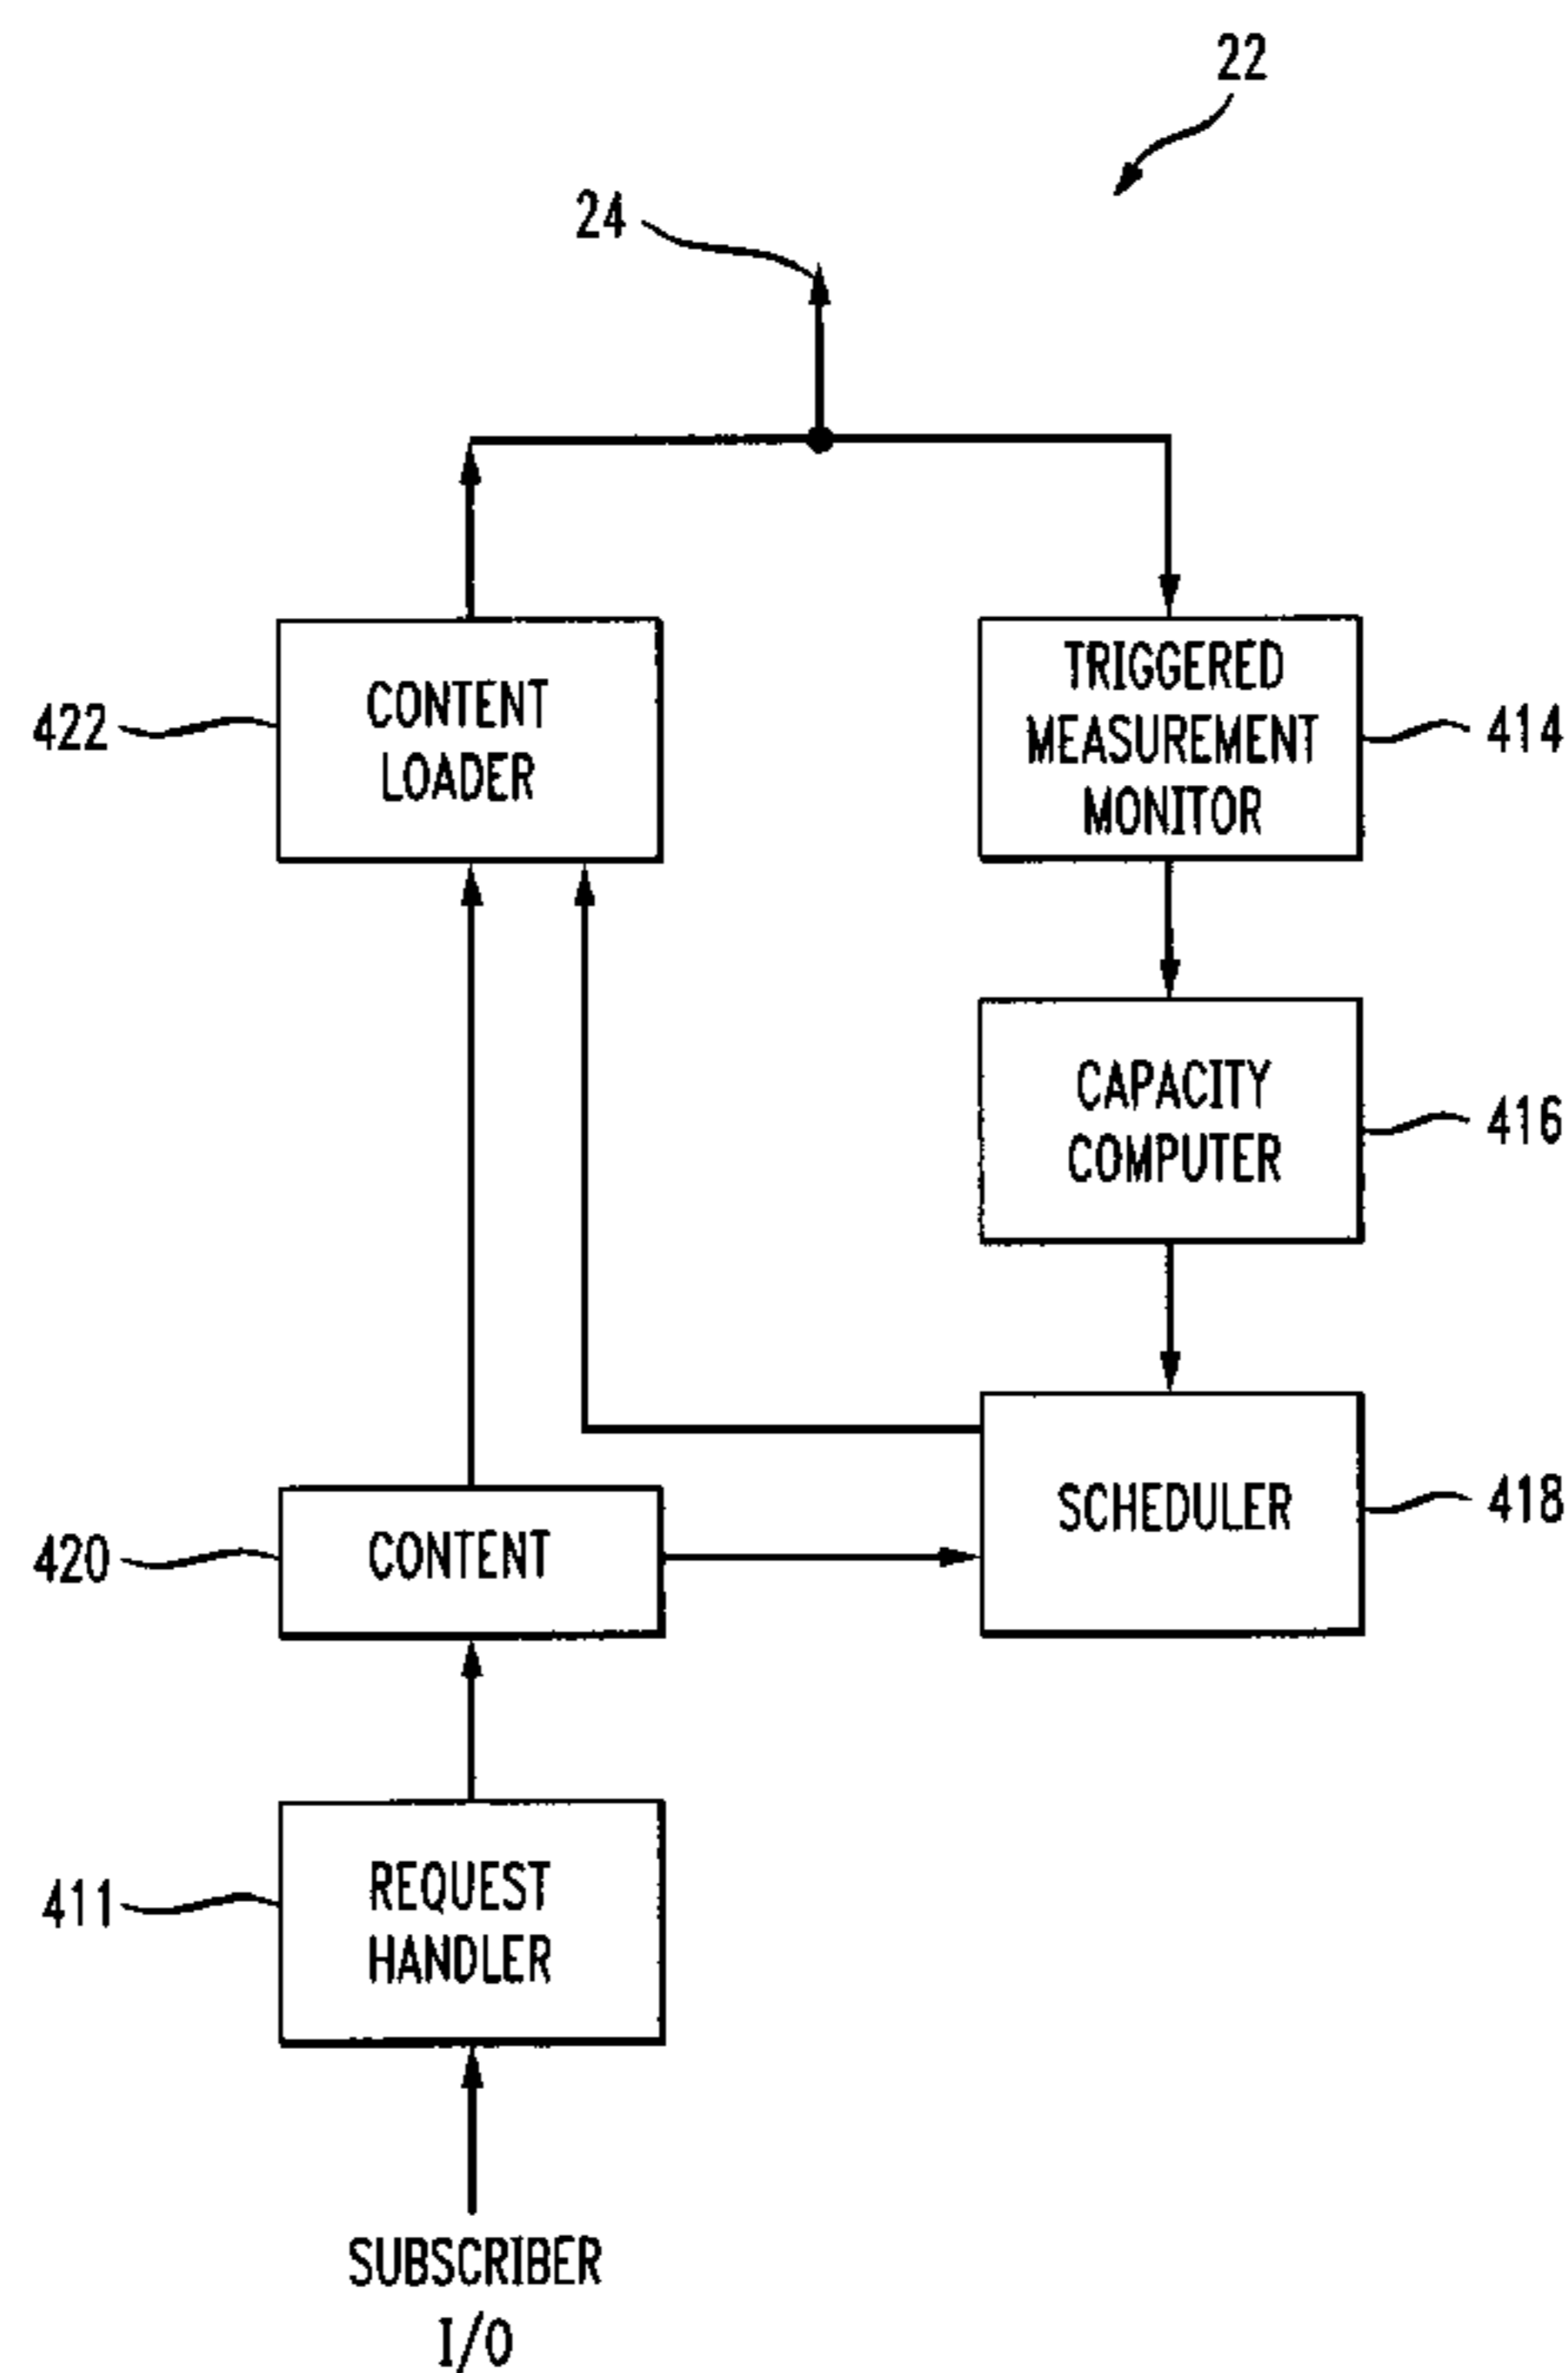 22
24
422
CONTENT
LOADER
TRIGGERED
MEASUREMENT
MONITOR
414
CAPACITY
COMPUTER
416
SCHEDULER
418
420
CONTENT
411
REQUEST
HANDLER
SUBSCRIBER
I/O